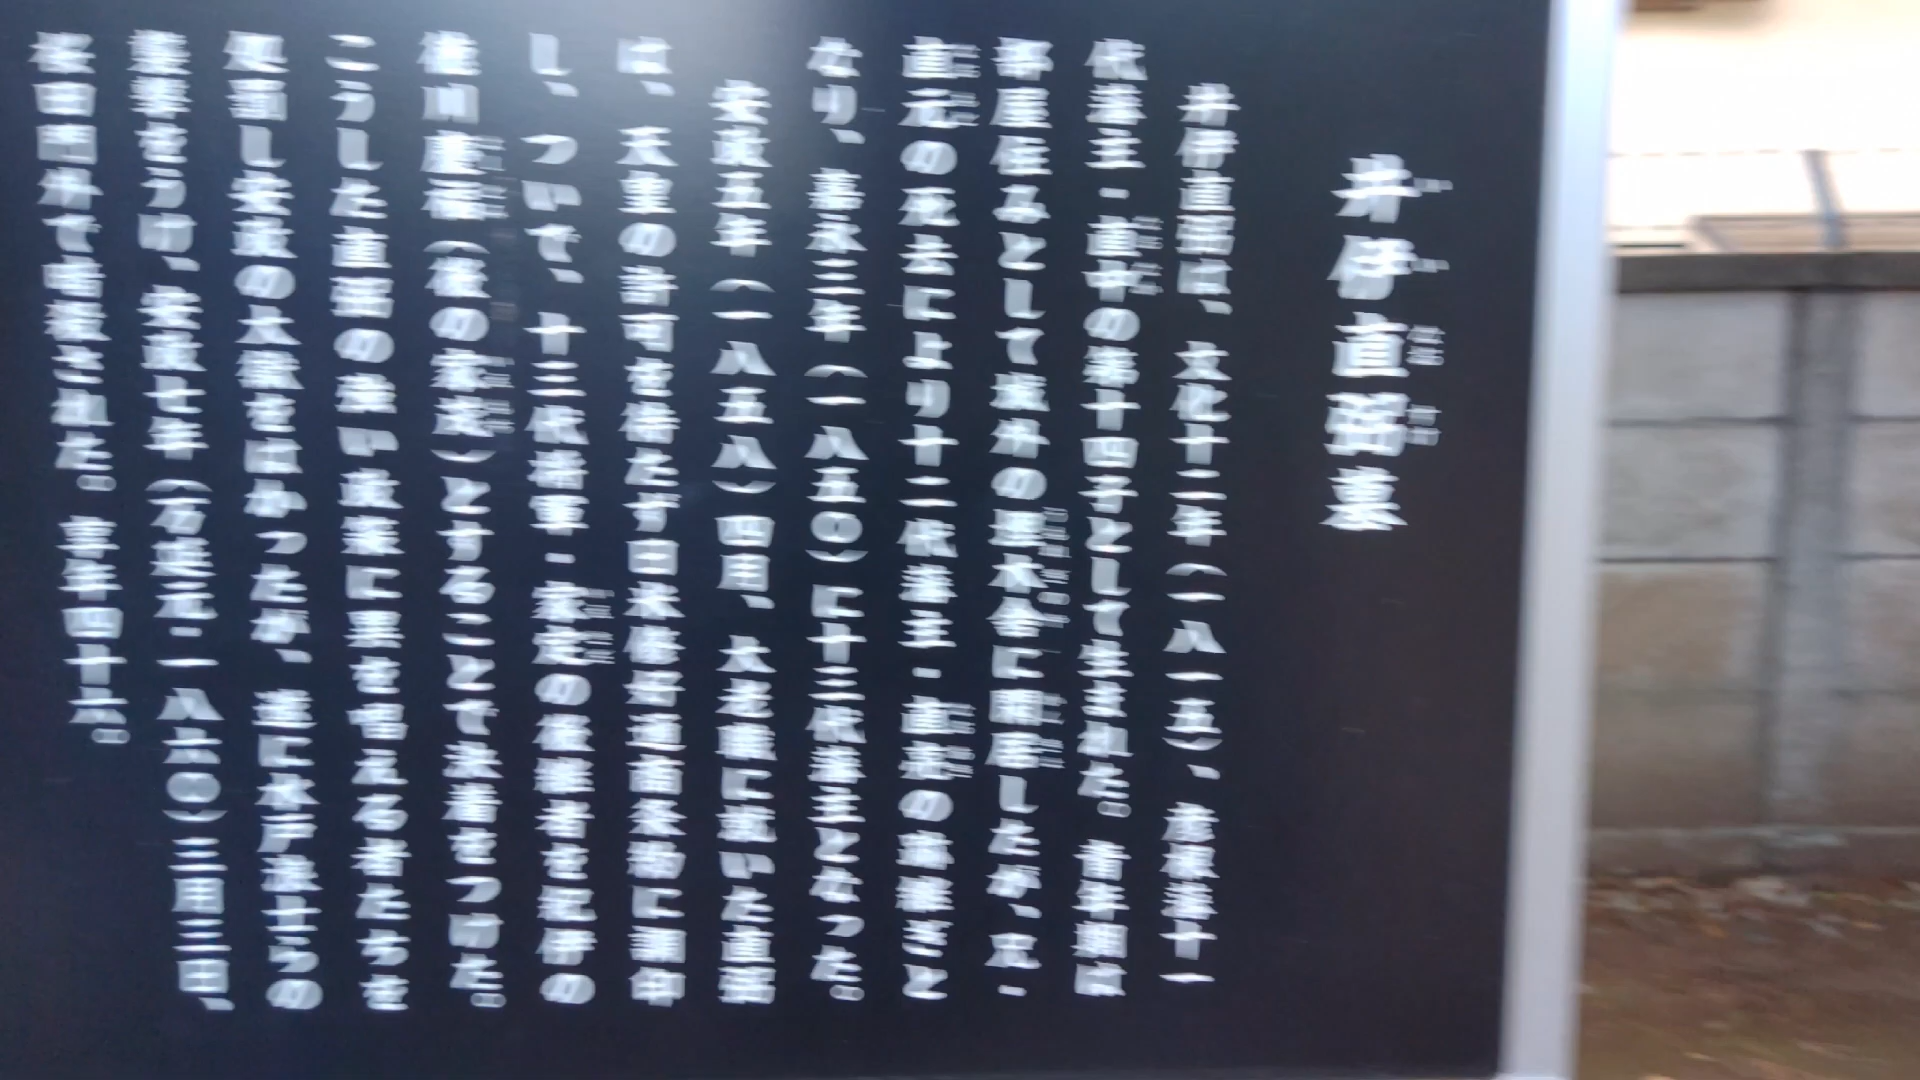 井伊直弼墓
井伊直弼は、文化十二年(一八一五)、彦根藩十一
代藩主・直中の第十四子として生まれた。青年期は
部屋住みとして城外の埋木舎に閑居したが、兄・
直元の死去により十二代藩主・直亮の世継ぎと
なり、嘉永三年(一八五〇)に十三代藩主となった。
安政五年(一八五八)四月、大老職に就いた直弼
は、天皇の許可を待たず日米修好通商条約に調印
し、ついで、十三代将軍・家定の後継者を紀伊の
徳川慶福(後の家茂)とすることで決着をつけた。
こうした直弼の強い政策に異を唱える者たちを
処罰し安政の大獄をはかったが、逆に水戸浪士らの
襲撃をうけ、安政七年(万延元・一八六〇)三月三日、
桜田門外で暗殺された。享年四十六。